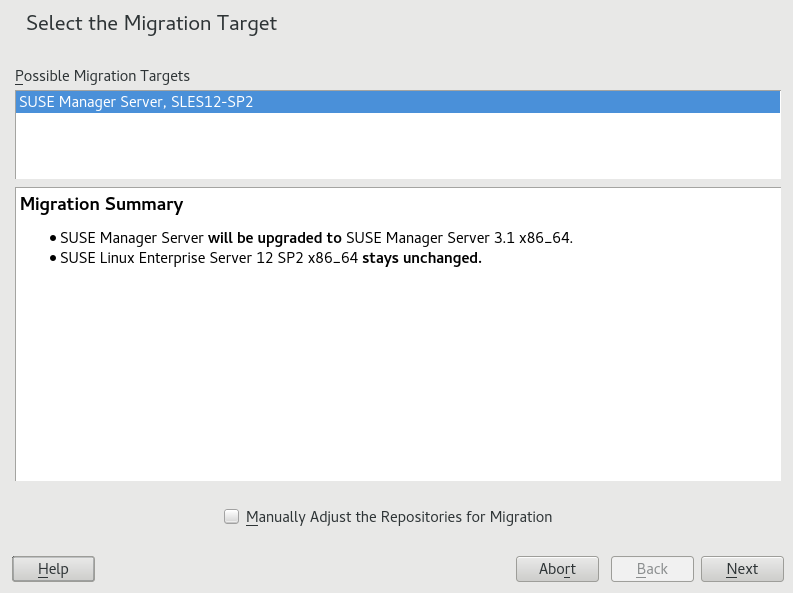 Select the Migration Target
Possible Migration Targets
SUSE Manager Server, SLES12-SP2
Migration Summary
• SUSE Manager Server will be upgraded to SUSE Manager Server 3.1 x86_64.
• SUSE Linux Enterprise Server 12 SP2 x86_64 stays unchanged.
Manually Adjust the Repositories for Migration
Help Abort Back Next